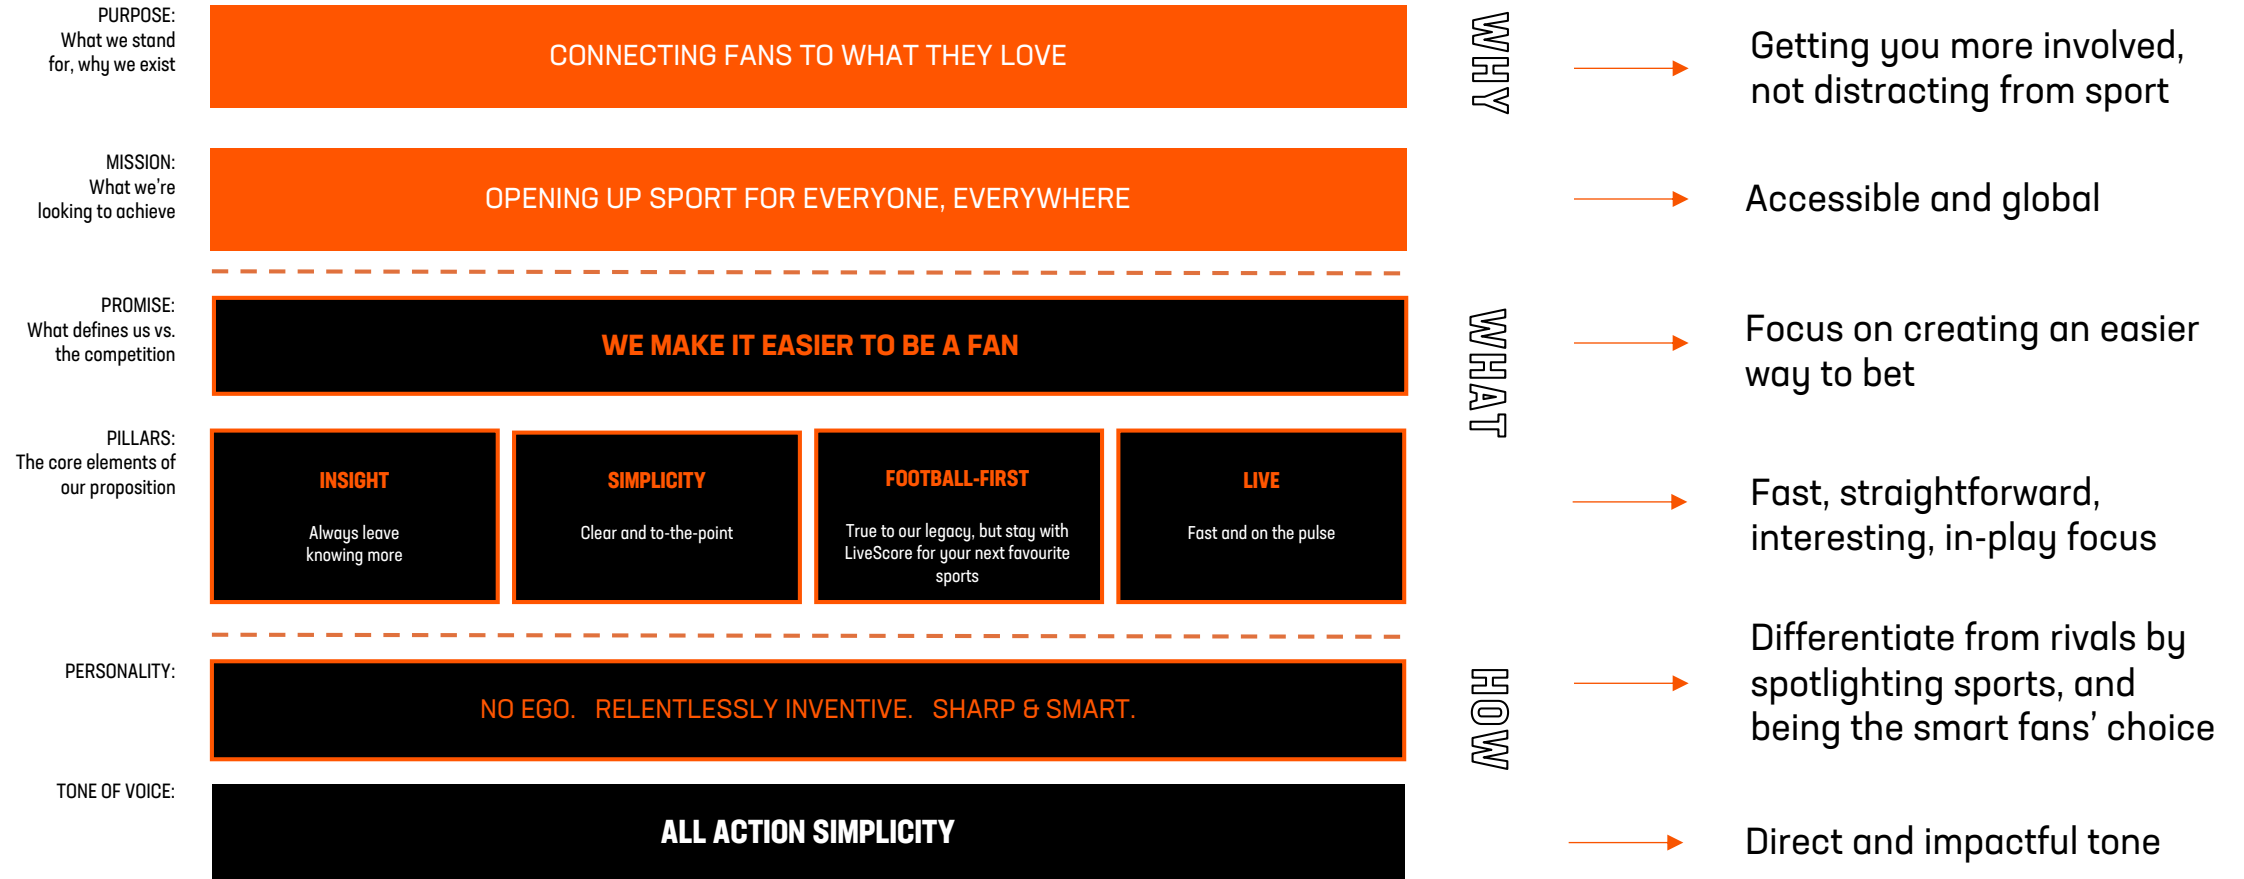 PURPOSE:
What we stand
for, why we exist
CONNECTING FANS TO WHAT THEY LOVE
WHY
Getting you more involved,
not distracting from sport
MISSION:
What we're
looking to achieve
OPENING UP SPORT FOR EVERYONE, EVERYWHERE
Accessible and global
PROMISE:
What defines us vs.
the competition
WE MAKE IT EASIER TO BE A FAN
WHAT
Focus on creating an easier
way to bet
PILLARS:
The core elements of
our proposition
INSIGHT
Always leave
knowing more
SIMPLICITY
Clear and to-the-point
FOOTBALL-FIRST
True to our legacy, but stay with
LiveScore for your next favourite
sports
LIVE
Fast and on the pulse
Fast, straightforward,
interesting, in-play focus
PERSONALITY:
NO EGO. RELENTLESSLY INVENTIVE. SHARP & SMART.
HOW
Differentiate from rivals by
spotlighting sports, and
being the smart fans’ choice
TONE OF VOICE:
ALL ACTION SIMPLICITY
Direct and impactful tone